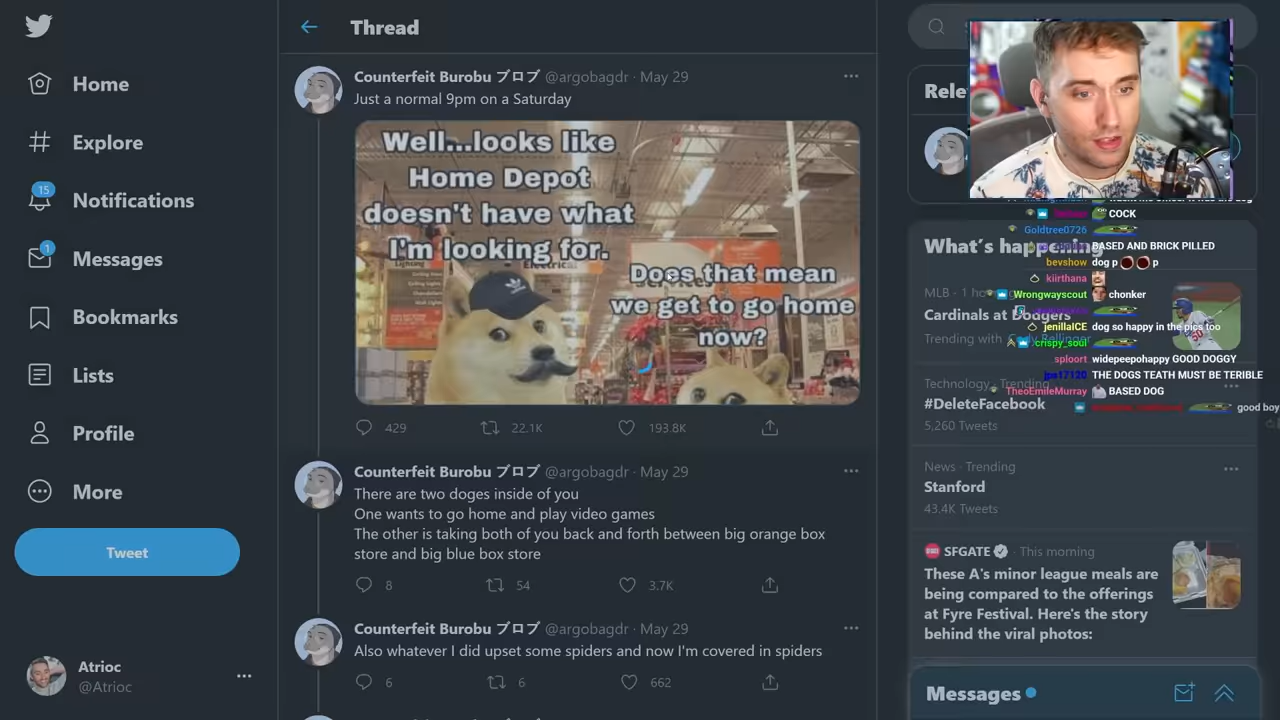 Home
Explore
15
Notifications
1
Messages
Bookmarks
Lists
Profile
More
Tweet
Atrioc
@Atrioc
Thread
Counterfeit Burobu ブロブ @argobagdr · May 29
Just a normal 9pm on a Saturday
Well...looks like
Home Depot
doesn't have what
I'm looking for.
Does that mean
we get to go home
now?
Electrical
429
22.1K
193.8K
Counterfeit Burobu ブロブ @argobagdr · May 29
There are two doges inside of you
One wants to go home and play video games
The other is taking both of you back and forth between big orange box
store and big blue box store
8
54
3.7K
Counterfeit Burobu ブロブ @argobagdr · May 29
Also whatever I did upset some spiders and now I'm covered in spiders
6
6
662
Rele
What's happening
MLB · 1 ho
Cardinals at Dodgers
Trending with Cody Bellinger
Technology · Trending
#DeleteFacebook
5,260 Tweets
News · Trending
Stanford
43.4K Tweets
SFGATE · This morning
These A's minor league meals are
being compared to the offerings
at Fyre Festival. Here's the story
behind the viral photos:
Messages
COCK
Goldtree0726
BASED AND BRICK PILLED
bevshow dog p p
kiirthana
Wrongwayscout chonker
jenillaICE dog so happy in the pics too
crispy_soul
sploort widepeepohappy GOOD DOGGY
jps17120 THE DOGS TEATH MUST BE TERIBLE
TheoEmileMurray BASED DOG
good boy